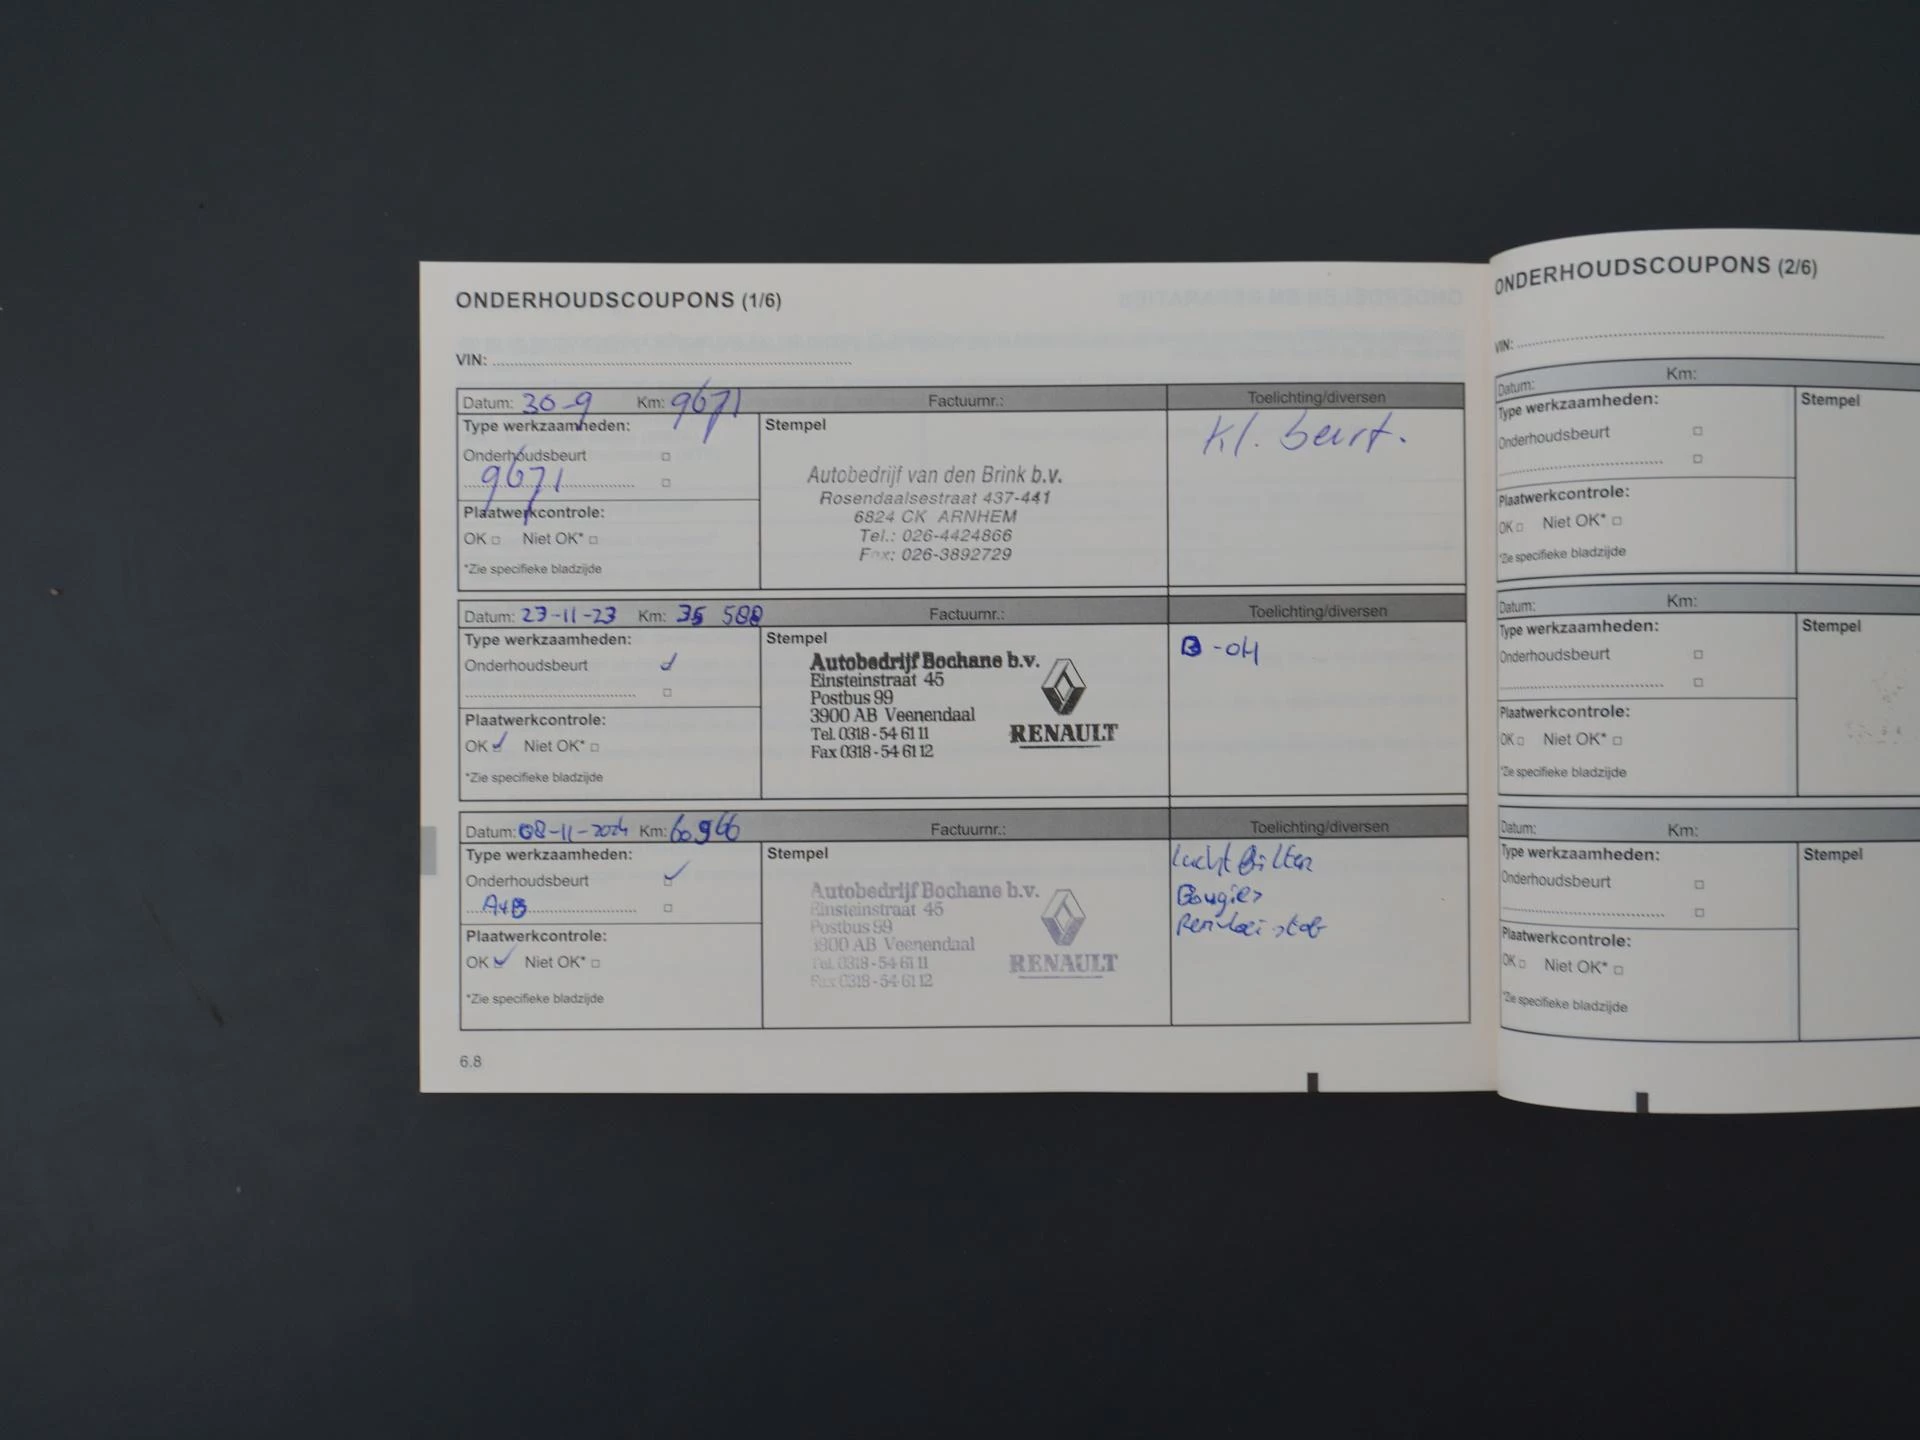 ONDERHOUDSCOUPONS (1/6)
VIN:
Datum: 30-9 Km: 9671 Factuurnr.: Toelichting/diversen
Type werkzaamheden: Stempel Kl. beurt.
Onderhoudsbeurt
9671
Plaatwerkcontrole:
OK Niet OK*
*Zie specifieke bladzijde
Autobedrijf van den Brink b.v.
Rosendaalsestraat 437-441
6824 CK ARNHEM
Tel.: 026-4424866
Fax: 026-3892729
Datum: 23-11-23 Km: Factuurnr.: Toelichting/diversen
Type werkzaamheden: Stempel B-OH
Onderhoudsbeurt
Plaatwerkcontrole:
OK Niet OK*
*Zie specifieke bladzijde
Autobedrijf Bochane b.v.
Einsteinstraat 45
Postbus 99
3900 AB Veenendaal
Tel. 0318-54 61 11
Fax 0318-54 61 12
RENAULT
Datum: 08-11-2024 Km: 60966 Factuurnr.: Toelichting/diversen
Type werkzaamheden: Stempel
Onderhoudsbeurt
A+B
Plaatwerkcontrole:
OK Niet OK*
*Zie specifieke bladzijde
Autobedrijf Bochane b.v.
Einsteinstraat 45
Postbus 99
3900 AB Veenendaal
Tel. 0318-54 61 11
Fax 0318-54 61 12
RENAULT
Lucht filter
Bougies
6.8
ONDERHOUDSCOUPONS (2/6)
VIN:
Datum: Km:
Type werkzaamheden: Stempel
Onderhoudsbeurt
Plaatwerkcontrole:
OK Niet OK*
*Zie specifieke bladzijde
Datum: Km:
Type werkzaamheden: Stempel
Onderhoudsbeurt
Plaatwerkcontrole:
OK Niet OK*
*Zie specifieke bladzijde
Datum: Km:
Type werkzaamheden: Stempel
Onderhoudsbeurt
Plaatwerkcontrole:
OK Niet OK*
*Zie specifieke bladzijde